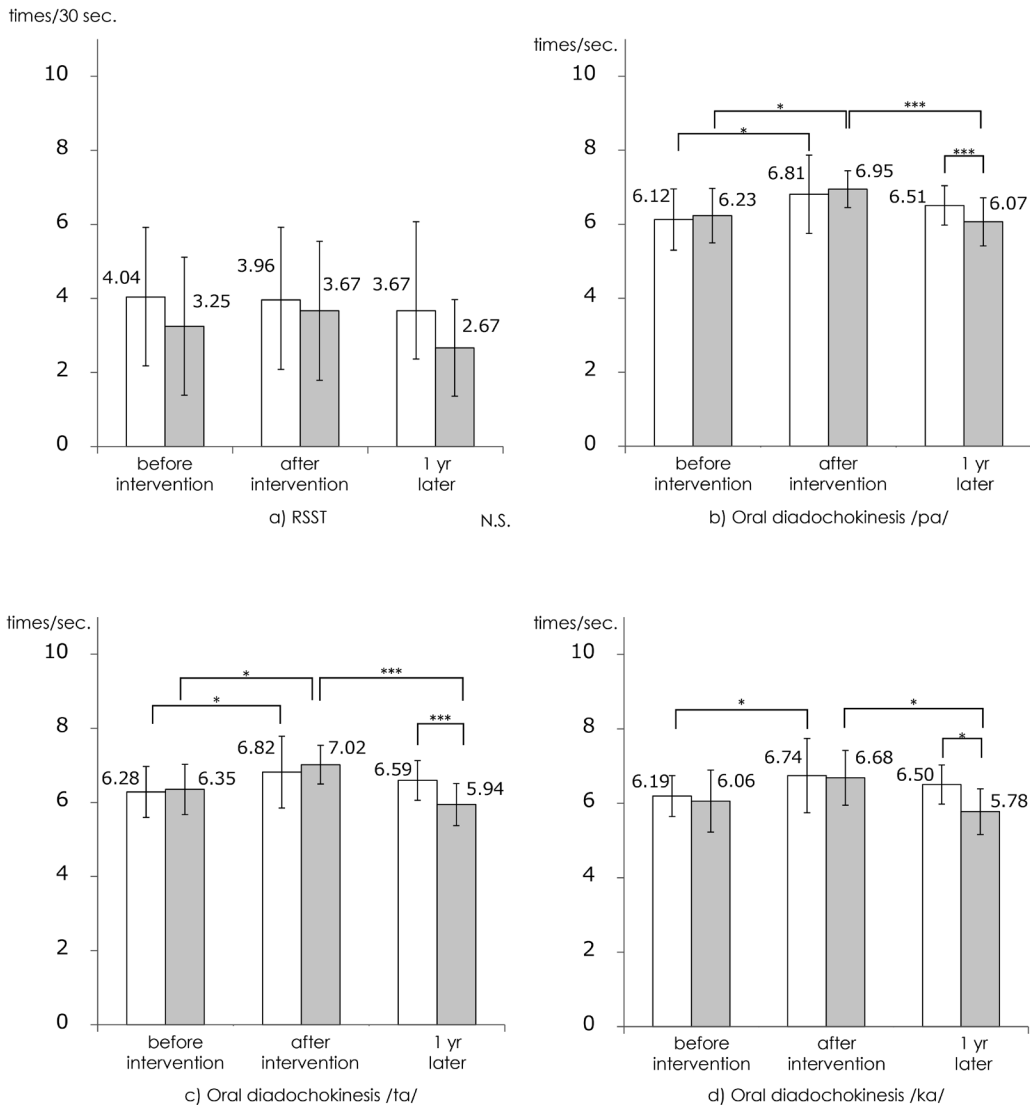 times/30 sec.
10
8
6
4
2
0
4.04
3.25
3.96
3.67
3.67
2.67
before intervention
after intervention
1 yr later
a) RSST
N.S.
times/sec.
10
8
6
4
2
0
*
***
*
***
6.12
6.23
6.81
6.95
6.51
6.07
before intervention
after intervention
1 yr later
b) Oral diadochokinesis /pa/
times/sec.
10
8
6
4
2
0
*
***
*
***
6.28
6.35
6.82
7.02
6.59
5.94
before intervention
after intervention
1 yr later
c) Oral diadochokinesis /ta/
times/sec.
10
8
6
4
2
0
*
*
*
6.19
6.06
6.74
6.68
6.50
5.78
before intervention
after intervention
1 yr later
d) Oral diadochokinesis /ka/